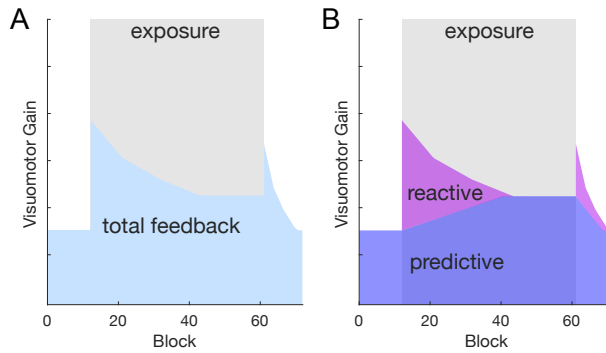 A
B
exposure
exposure
Visuomotor Gain
Visuomotor Gain
total feedback
reactive
predictive
0
20
40
60
0
20
40
60
Block
Block